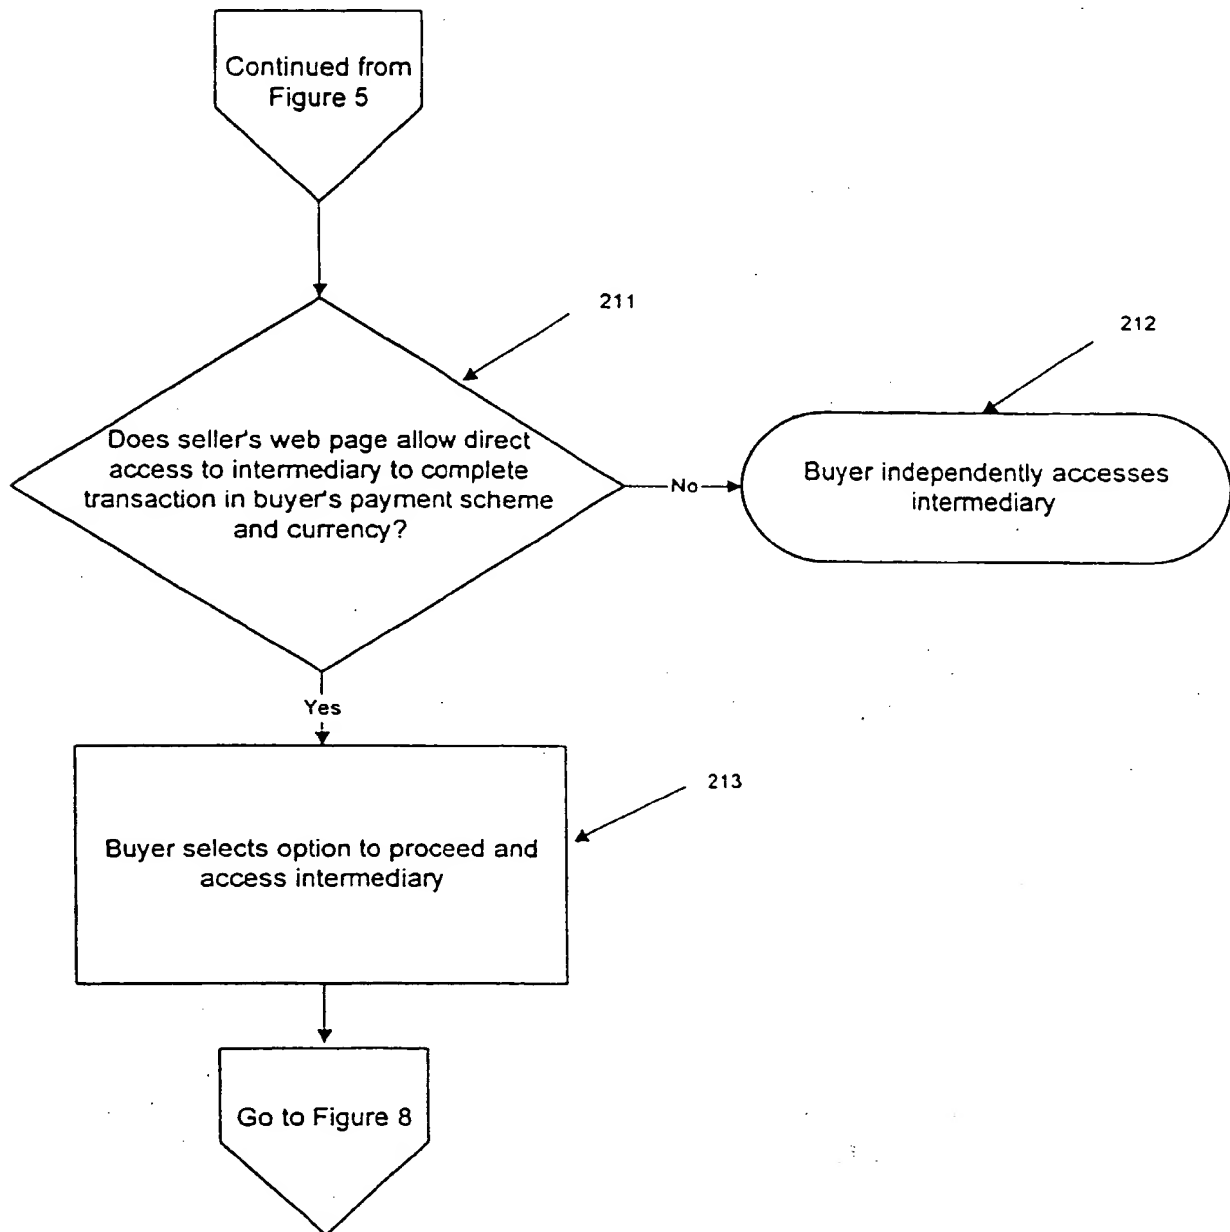 Continued from
Figure 5
211
212
Does seller's web page allow direct
access to intermediary to complete
transaction in buyer's payment scheme
and currency?
No
Buyer independently accesses
intermediary
Yes
213
Buyer selects option to proceed and
access intermediary
Go to Figure 8